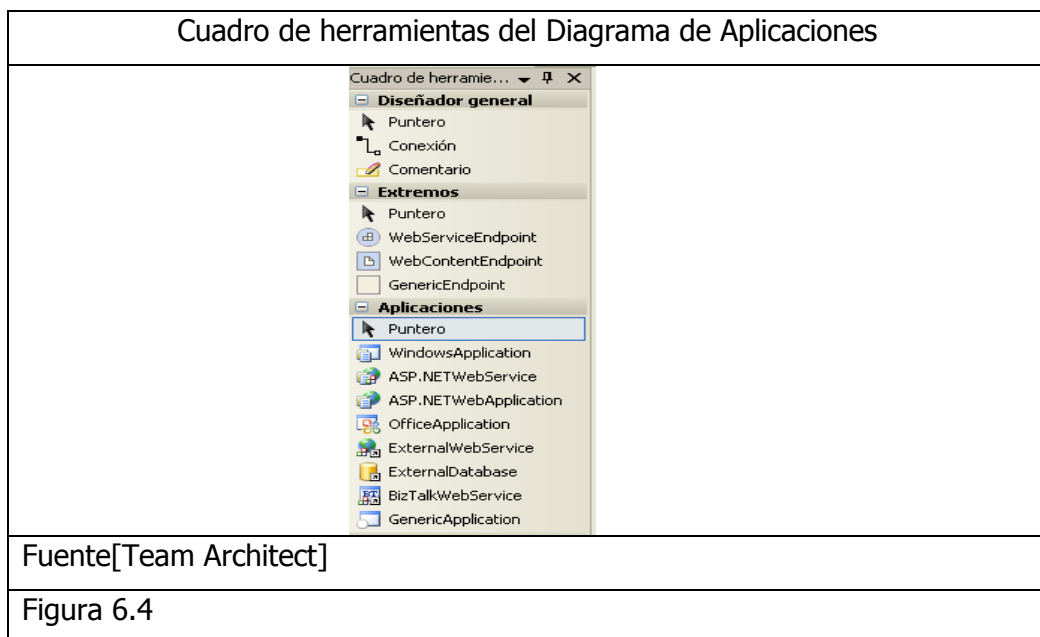 Cuadro de herramientas del Diagrama de Aplicaciones
Cuadro de herramie...
Diseñador general
Puntero
Conexión
Comentario
Extremos
Puntero
WebServiceEndpoint
WebContentEndpoint
GenericEndpoint
Aplicaciones
Puntero
WindowsApplication
ASP.NETWebService
ASP.NETWebApplication
OfficeApplication
ExternalWebService
ExternalDatabase
BizTalkWebService
GenericApplication
Fuente[Team Architect]
Figura 6.4